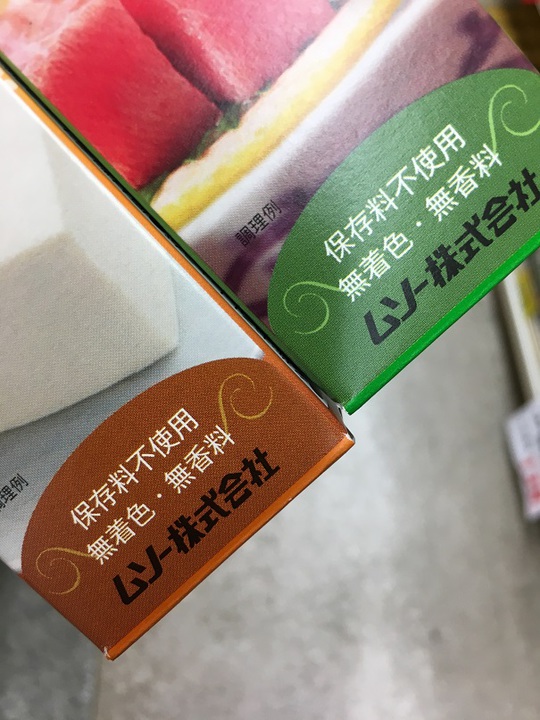 調理例
保存料不使用
無着色・無香料
ムソー株式会社
理例
保存料不使用
無着色・無香料
ムソー株式会社